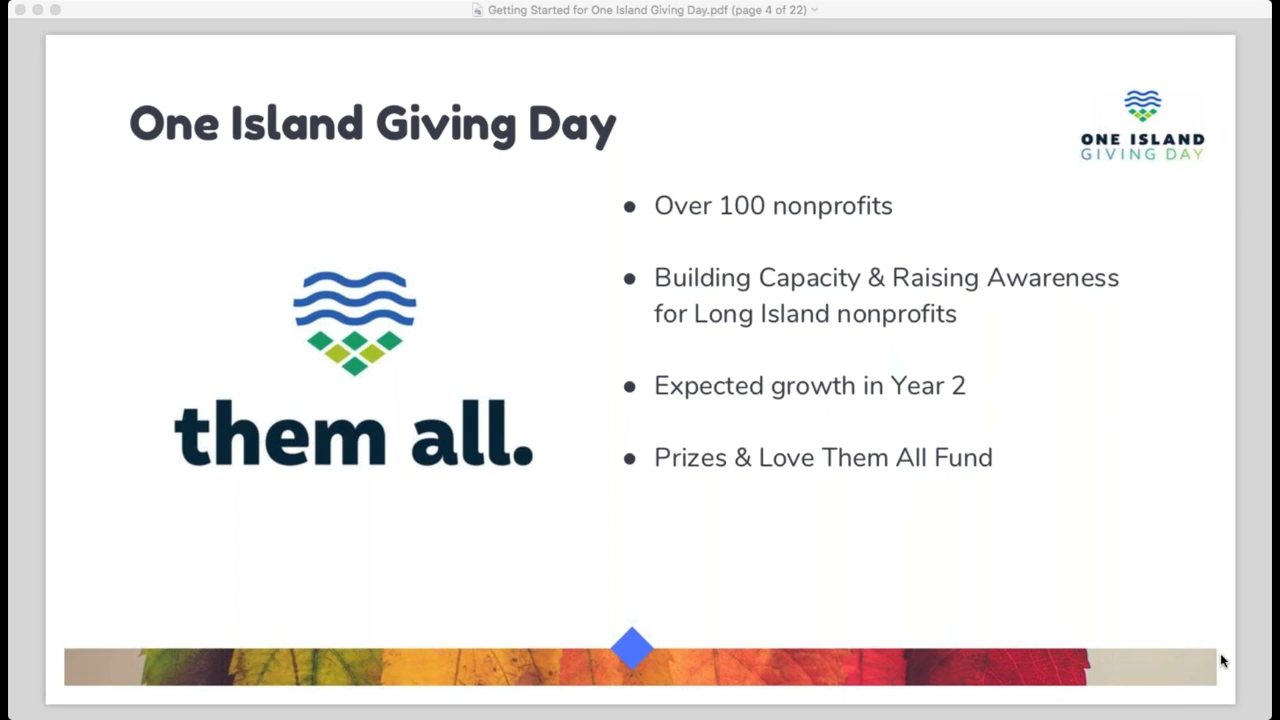 Getting Started for One Island Giving Day.pdf (page 4 of 22)
One Island Giving Day
ONE ISLAND
GIVING DAY
● Over 100 nonprofits
● Building Capacity & Raising Awareness
for Long Island nonprofits
● Expected growth in Year 2
● Prizes & Love Them All Fund
them all.